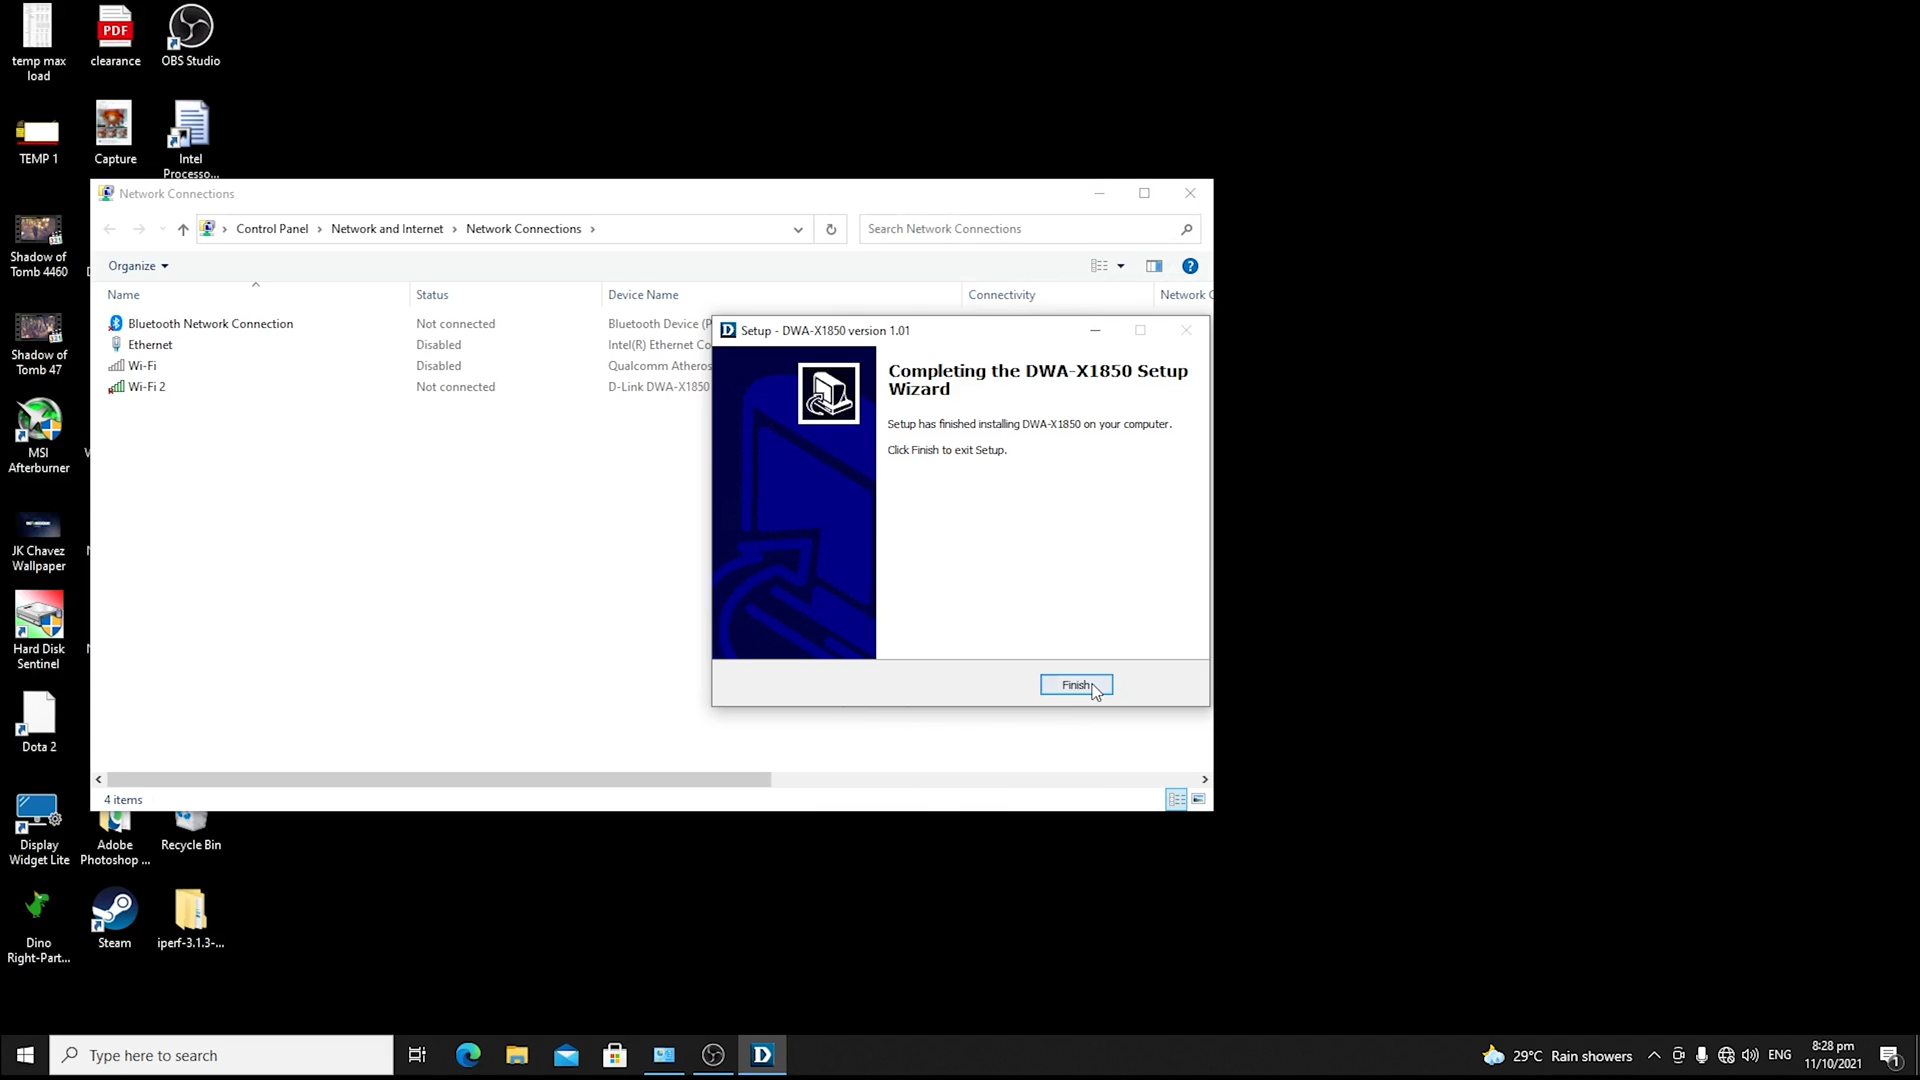 temp max
load
clearance
OBS Studio
TEMP 1
Capture
Intel
Processo...
Shadow of
Tomb 4460
Shadow of
Tomb 47
MSI
Afterburner
JK Chavez
Wallpaper
Hard Disk
Sentinel
Dota 2
Display
Widget Lite
Adobe
Photoshop ...
Recycle Bin
Dino
Right-Part...
Steam
iperf-3.1.3-...
PDF
Network Connections
Control Panel
Network and Internet
Network Connections
Search Network Connections
Organize
Name
Status
Device Name
Connectivity
Network C
Bluetooth Network Connection
Not connected
Bluetooth Device (P
Ethernet
Disabled
Intel(R) Ethernet Co
Wi-Fi
Disabled
Qualcomm Atheros
Wi-Fi 2
Not connected
D-Link DWA-X1850
4 items
Setup - DWA-X1850 version 1.01
Completing the DWA-X1850 Setup
Wizard
Setup has finished installing DWA-X1850 on your computer.
Click Finish to exit Setup.
Finish
Type here to search
29°C Rain showers
ENG
8:28 pm
11/10/2021
1